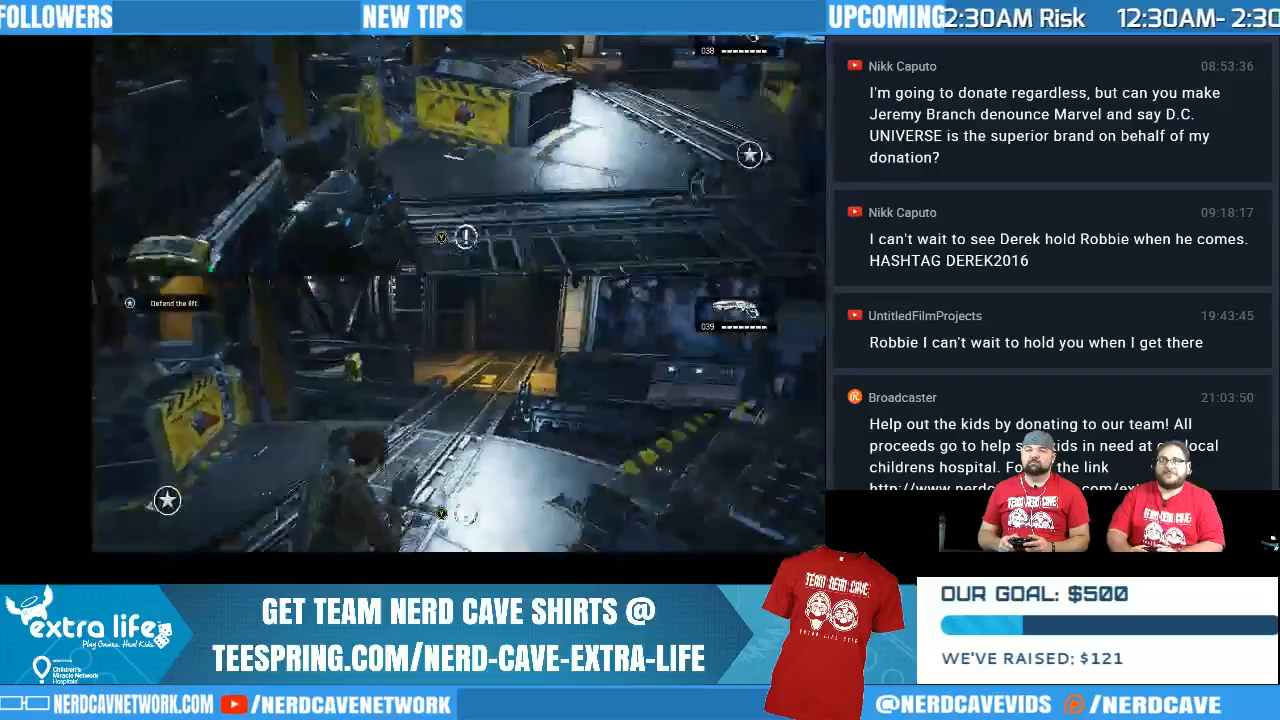 FOLLOWERS
NEW TIPS
UPCOMING
2:30AM Risk
12:30AM- 2:30
038
Nikk Caputo
08:53:36
I'm going to donate regardless, but can you make
Jeremy Branch denounce Marvel and say D.C.
UNIVERSE is the superior brand on behalf of my
donation?
Nikk Caputo
09:18:17
I can't wait to see Derek hold Robbie when he comes.
HASHTAG DEREK2016
Defend the lift.
039
UntitledFilmProjects
19:43:45
Robbie I can't wait to hold you when I get there
Broadcaster
21:03:50
Help out the kids by donating to our team! All
proceeds go to help kids in need at local
childrens hospital. the link
TEAM NERD CAVE
TEAM NERD CAVE
extra life
Play Games. Heal Kids.
Children's
Miracle Network
Hospitals
GET TEAM NERD CAVE SHIRTS @
TEESPRING.COM/NERD-CAVE-EXTRA-LIFE
TEAM NERD CAVE
EXTRA LIFE 2016
OUR GOAL: $500
WE'VE RAISED: $121
NERDCAVENETWORK.COM
/NERDCAVENETWORK
@NERDCAVEVIDS
/NERDCAVE